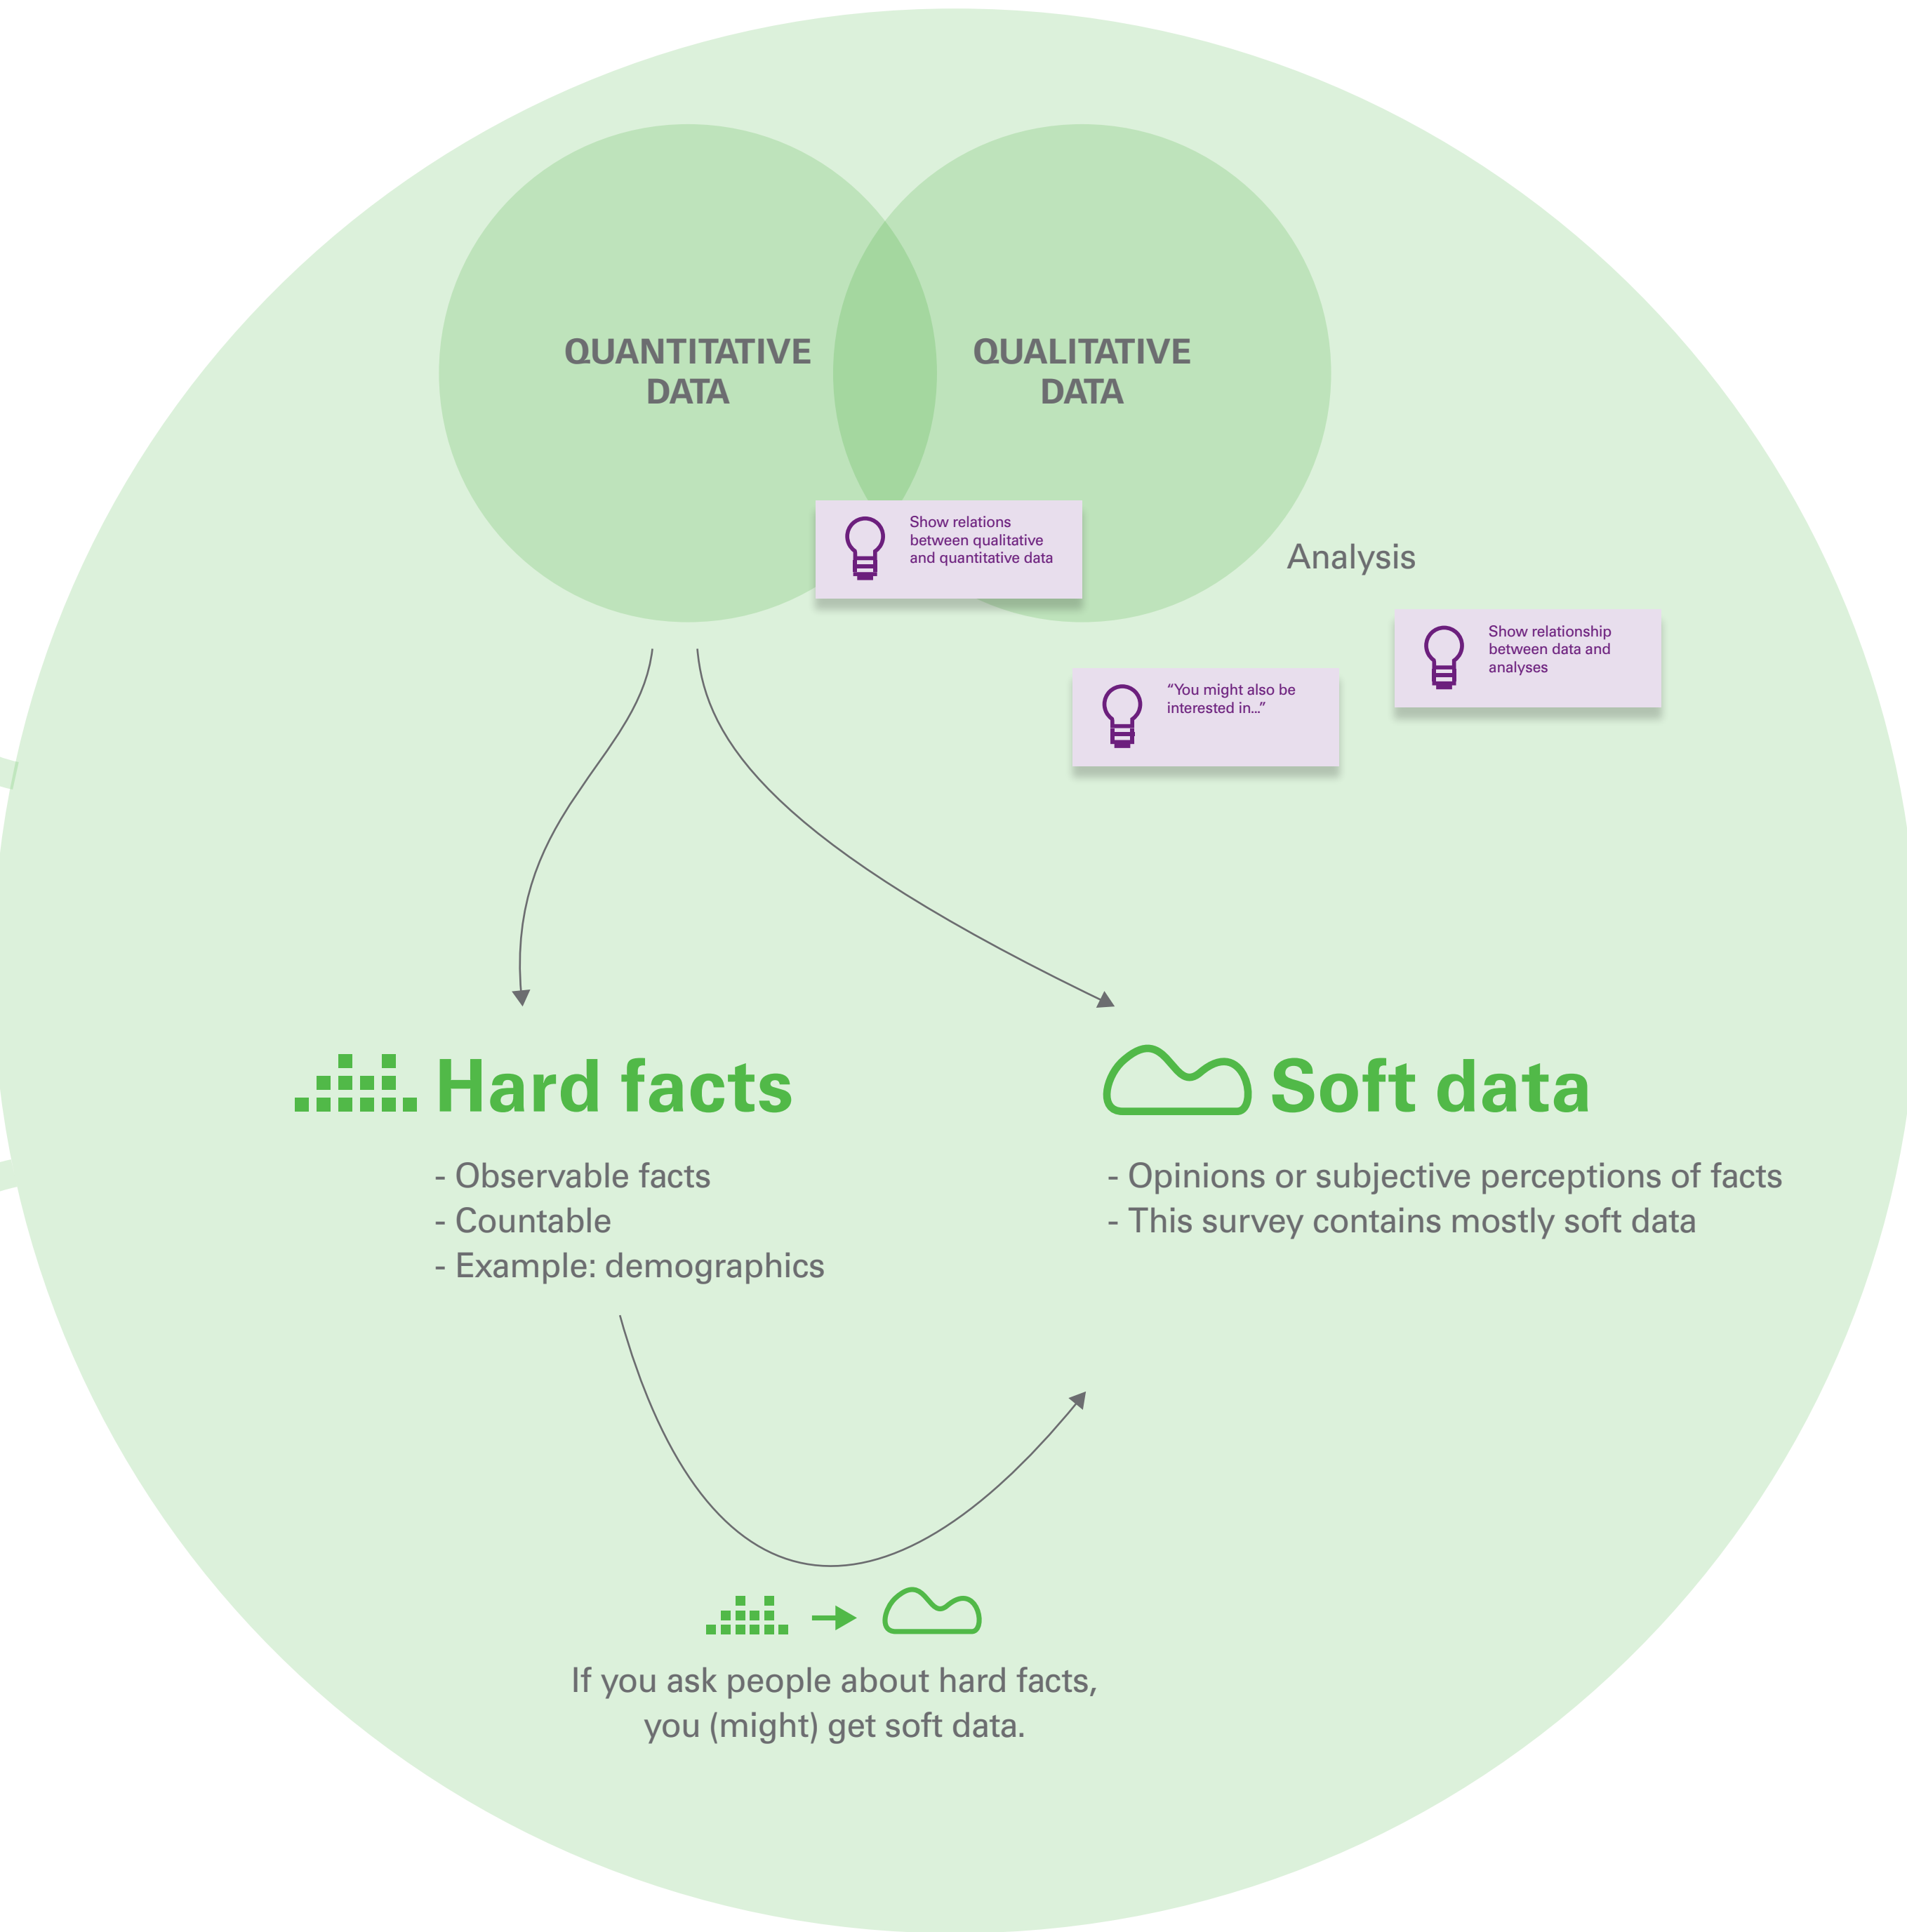 QUANTITATIVE
DATA
QUALITATIVE
DATA
Show relations
between qualitative
and quantitative data
Analysis
Show relationship
between data and
analyses
“You might also be
interested in...”
Hard facts
- Observable facts
- Countable
- Example: demographics
Soft data
- Opinions or subjective perceptions of facts
- This survey contains mostly soft data
If you ask people about hard facts,
you (might) get soft data.